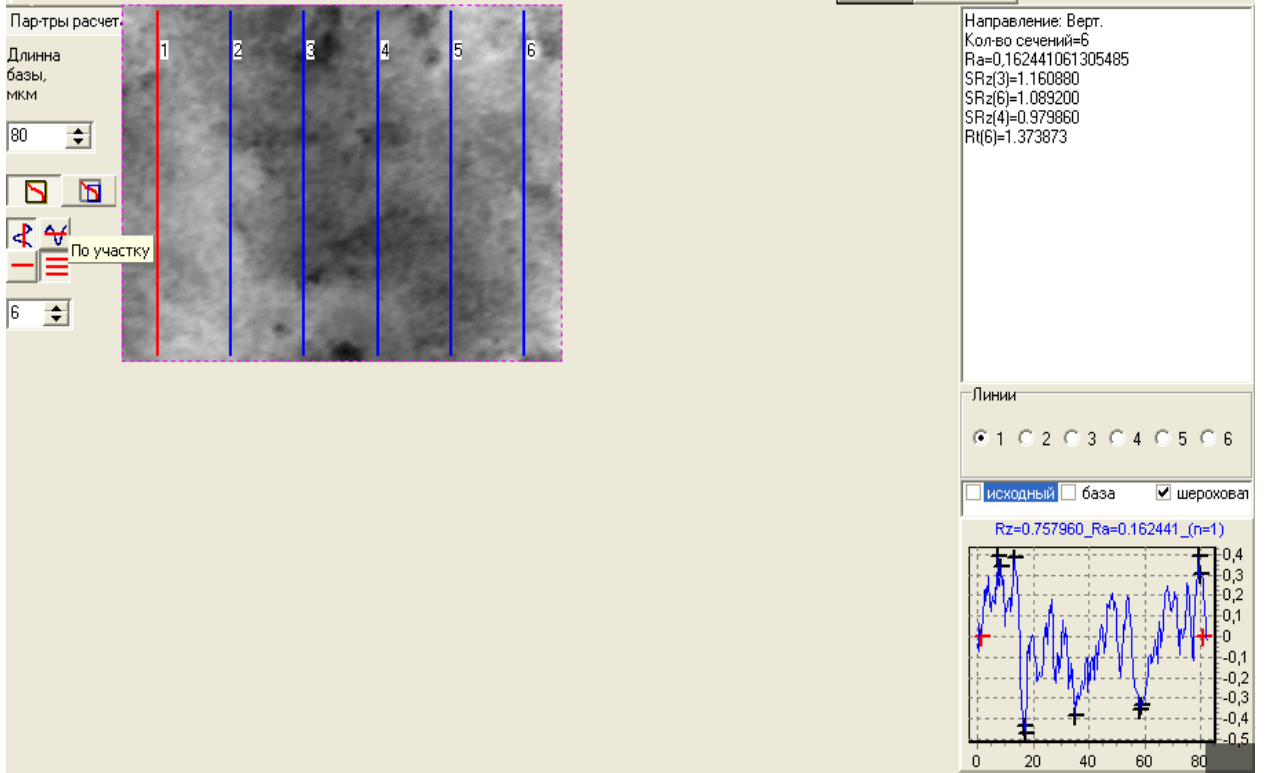 Пар-тры расчет
Длинна
базы,
мкм
80
По участку
6
1 2 3 4 5 6
Направление: Верт.
Кол-во сечений=6
Ra=0,162441061305485
SRz(3)=1.160880
SRz(6)=1.089200
SRz(4)=0.979860
Rt(6)=1.373873
Линии
1 2 3 4 5 6
исходный база шероховат
Rz=0.757960_Ra=0.162441_(n=1)
0,4
0,3
0,2
0,1
0
-0,1
-0,2
-0,3
-0,4
-0,5
0 20 40 60 80